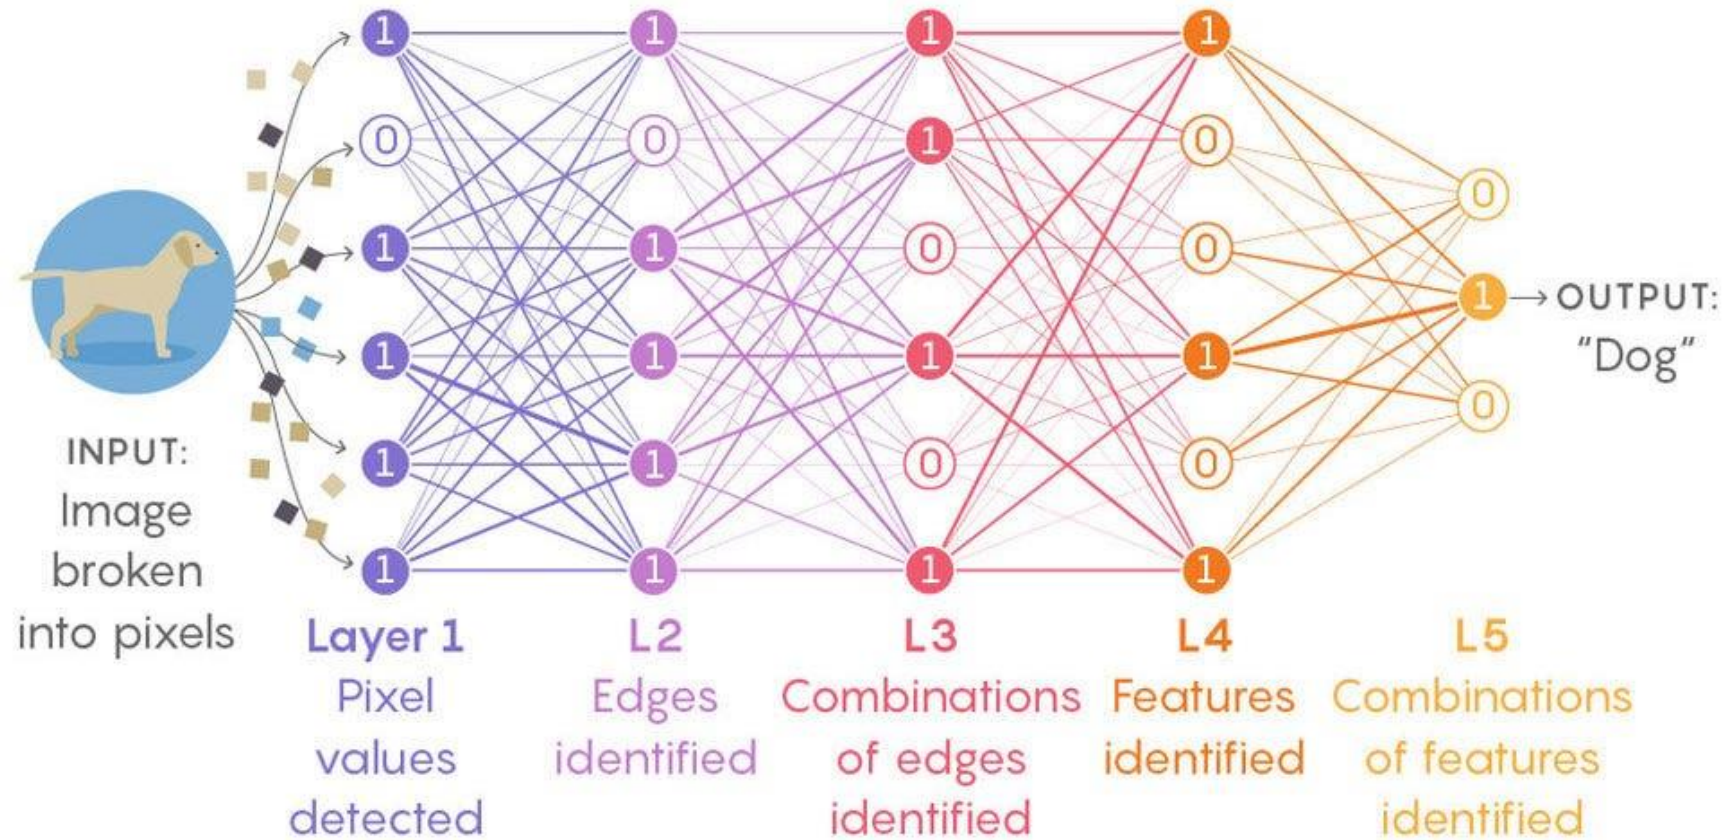 1 1 1 1
0 0 1 0
0
1 1 0 0
1
1 1 1 1
1 1 0 0
0
1 1 1 1
OUTPUT:
"Dog"
INPUT:
Image
broken
into pixels
Layer 1
Pixel
values
detected
L2
Edges
identified
L3
Combinations
of edges
identified
L4
Features
identified
L5
Combinations
of features
identified